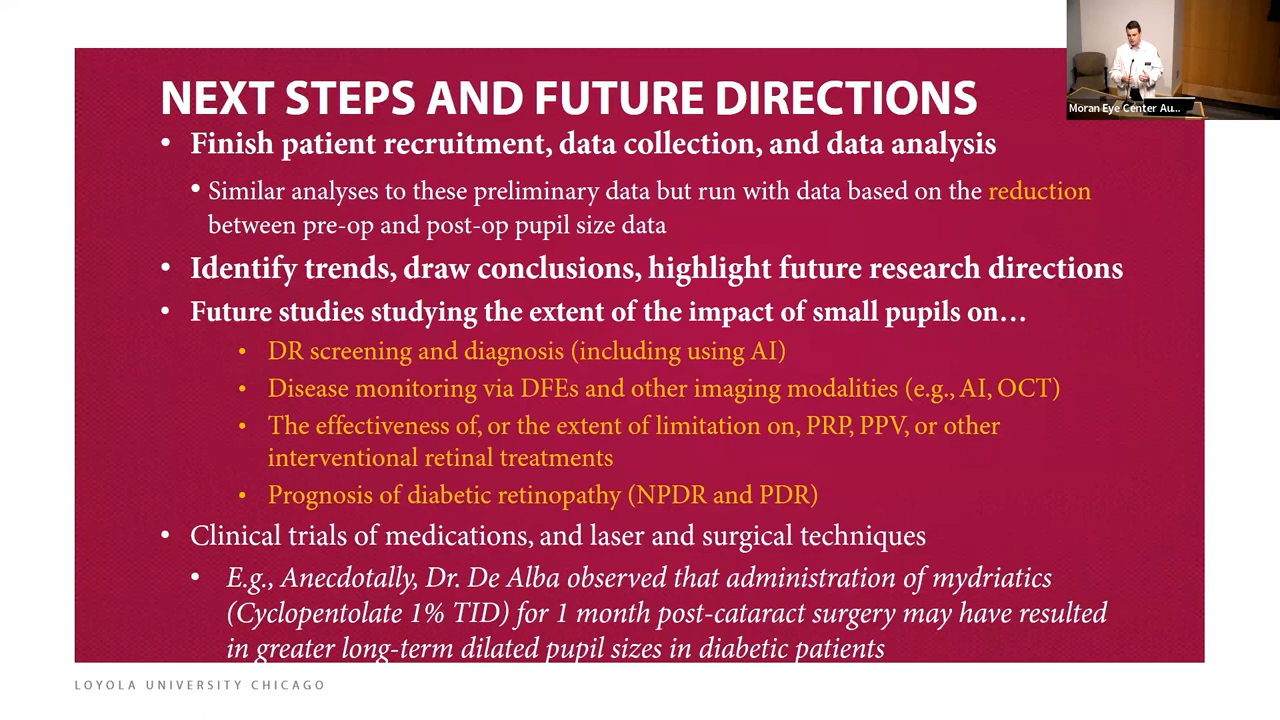 NEXT STEPS AND FUTURE DIRECTIONS
• Finish patient recruitment, data collection, and data analysis
• Similar analyses to these preliminary data but run with data based on the reduction
between pre-op and post-op pupil size data
• Identify trends, draw conclusions, highlight future research directions
• Future studies studying the extent of the impact of small pupils on…
• DR screening and diagnosis (including using AI)
• Disease monitoring via DFEs and other imaging modalities (e.g., AI, OCT)
• The effectiveness of, or the extent of limitation on, PRP, PPV, or other
interventional retinal treatments
• Prognosis of diabetic retinopathy (NPDR and PDR)
• Clinical trials of medications, and laser and surgical techniques
• E.g., Anecdotally, Dr. De Alba observed that administration of mydriatics
(Cyclopentolate 1% TID) for 1 month post-cataract surgery may have resulted
in greater long-term dilated pupil sizes in diabetic patients
LOYOLA UNIVERSITY CHICAGO
Moran Eye Center Au...